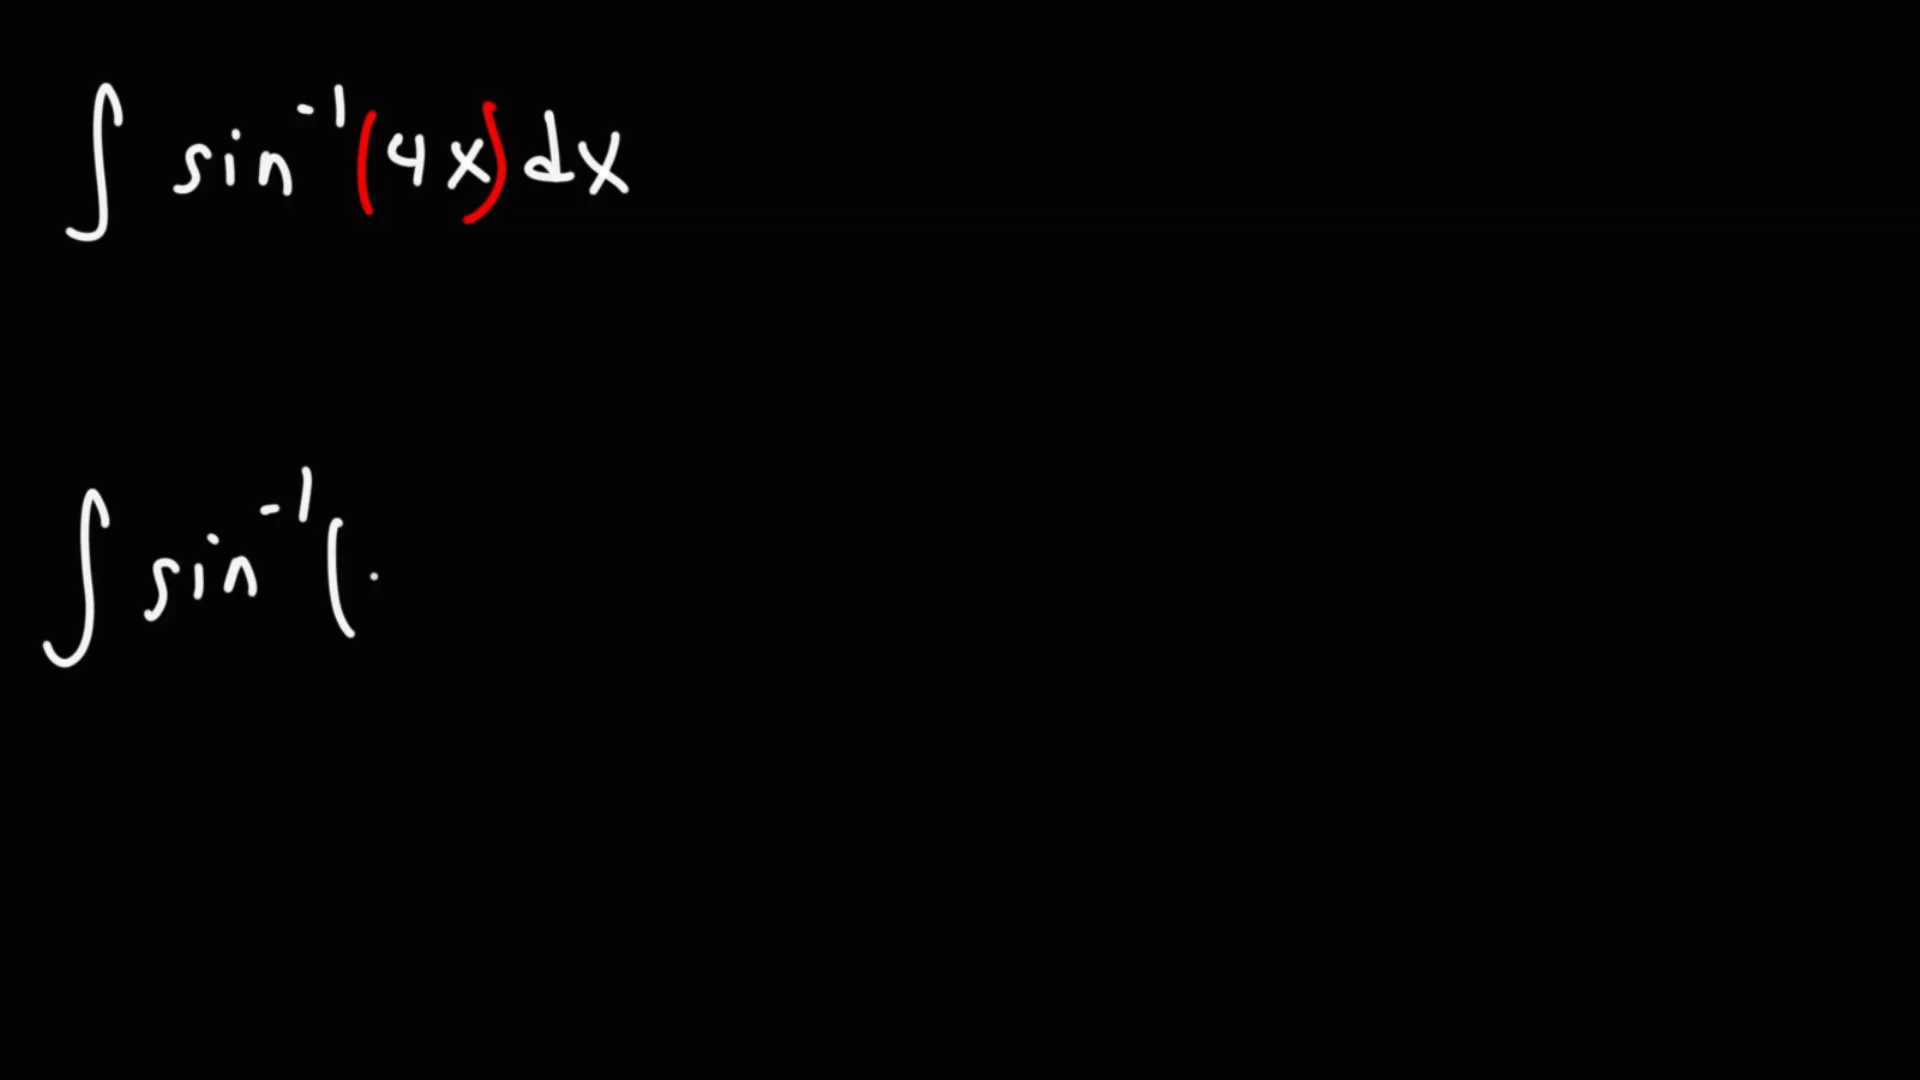 ∫ sin⁻¹(4x)dx
∫ sin⁻¹(